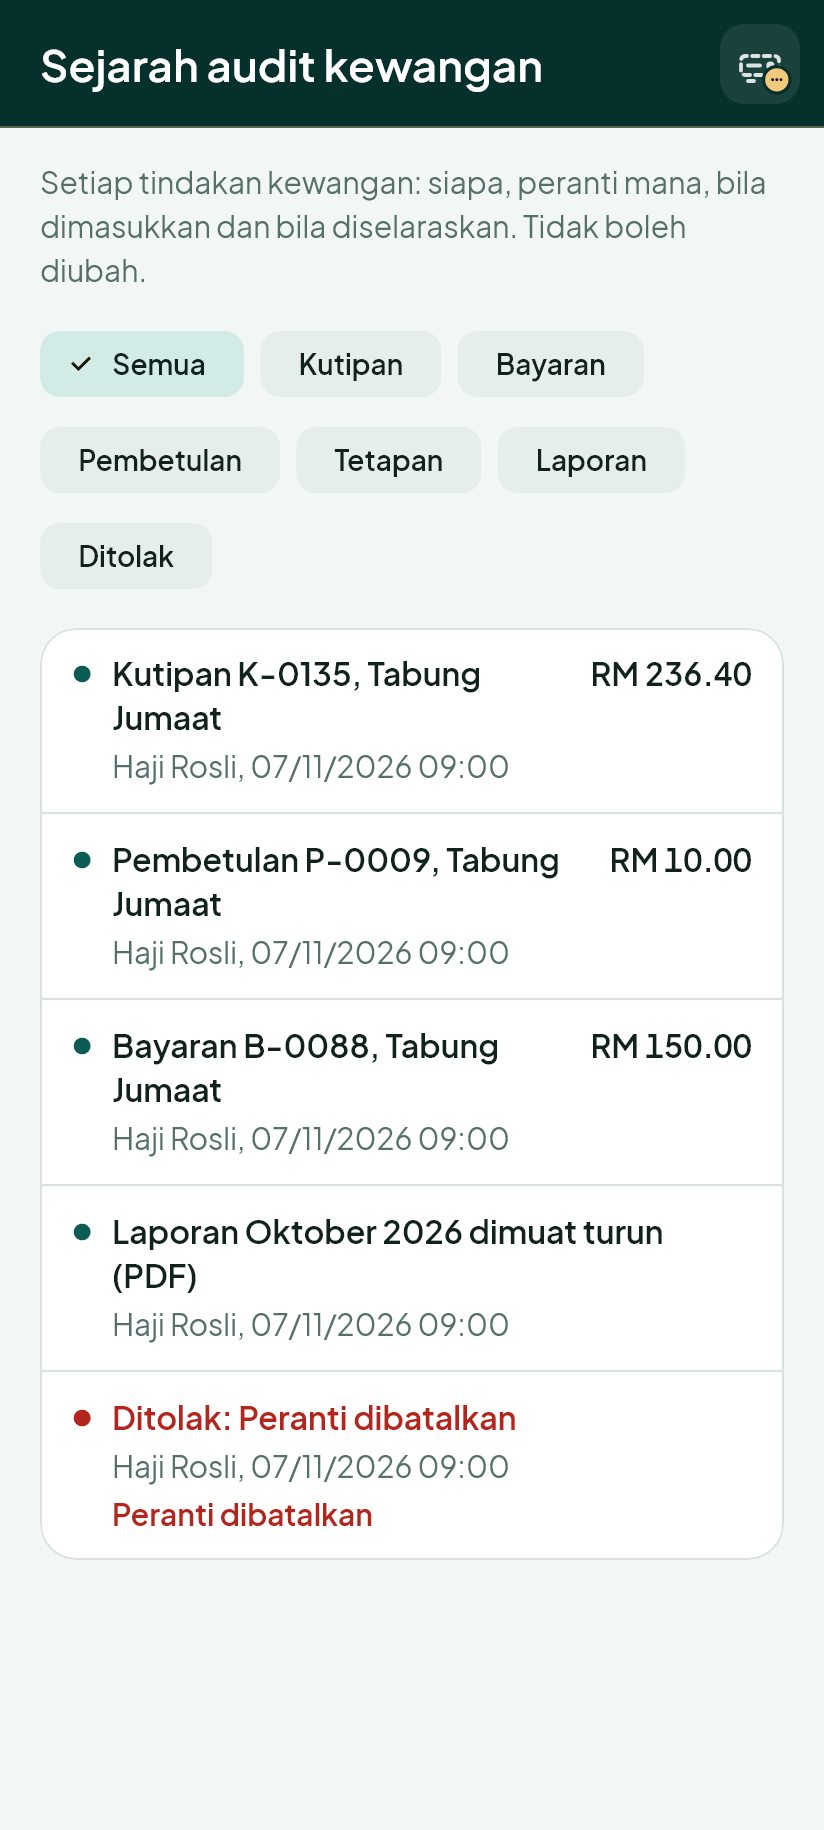 Sejarah audit kewangan
Setiap tindakan kewangan: siapa, peranti mana, bila
dimasukkan dan bila diselaraskan. Tidak boleh
diubah.
Semua
Kutipan
Bayaran
Pembetulan
Tetapan
Laporan
Ditolak
Kutipan K-0135, Tabung
Jumaat
RM 236.40
Haji Rosli, 07/11/2026 09:00
Pembetulan P-0009, Tabung
Jumaat
RM 10.00
Haji Rosli, 07/11/2026 09:00
Bayaran B-0088, Tabung
Jumaat
RM 150.00
Haji Rosli, 07/11/2026 09:00
Laporan Oktober 2026 dimuat turun
(PDF)
Haji Rosli, 07/11/2026 09:00
Ditolak: Peranti dibatalkan
Haji Rosli, 07/11/2026 09:00
Peranti dibatalkan